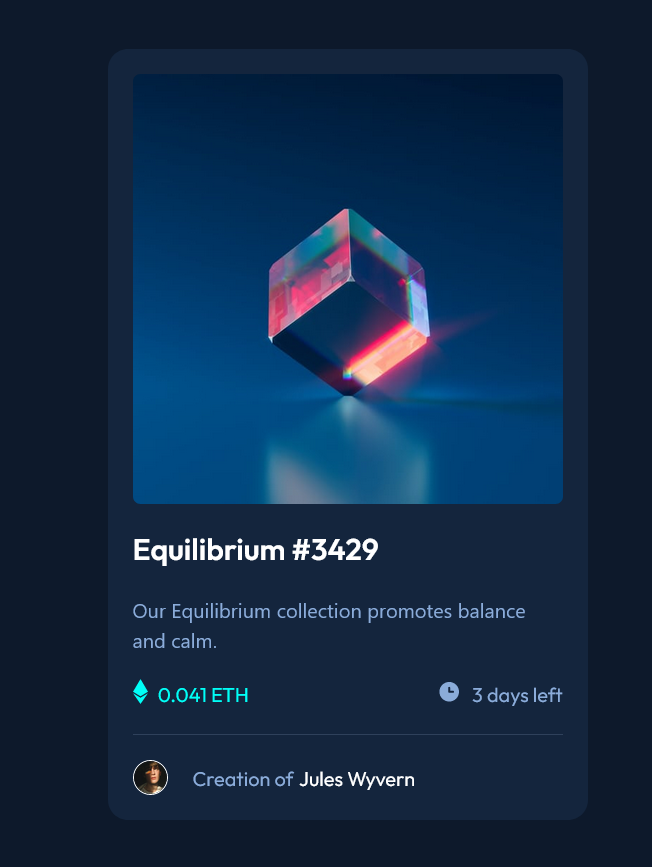 Equilibrium #3429
Our Equilibrium collection promotes balance
and calm.
0.041 ETH
3 days left
Creation of Jules Wyvern